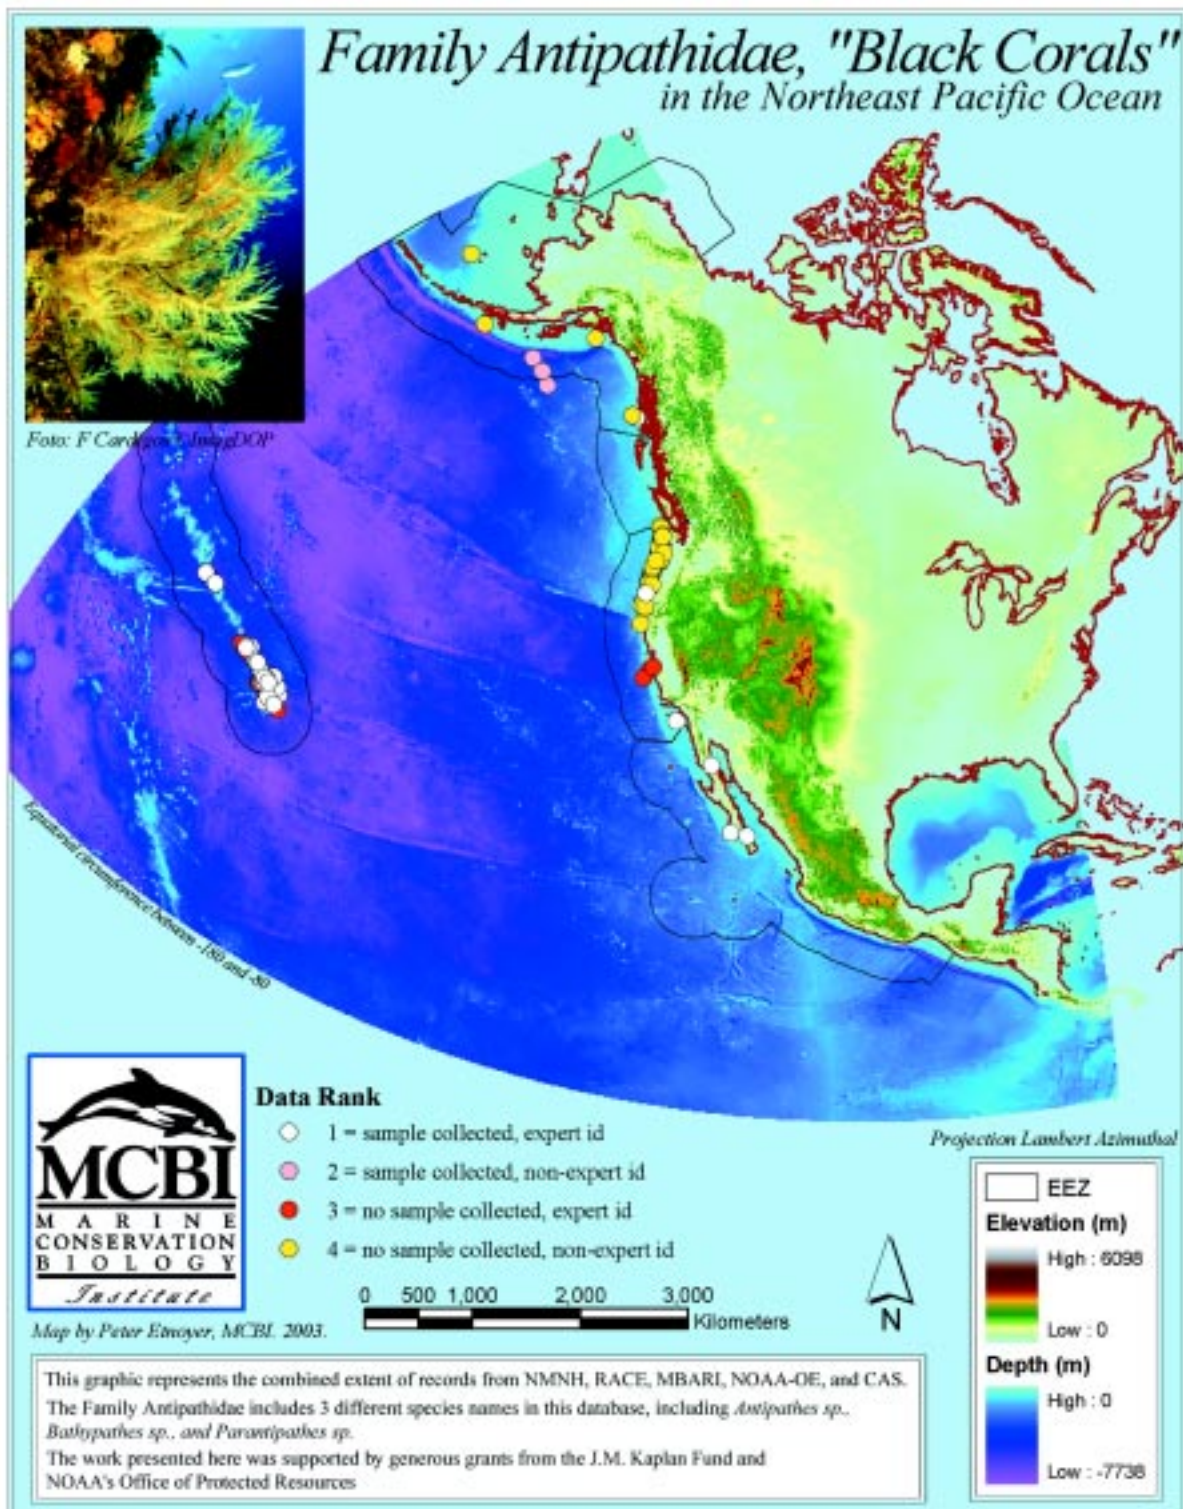 Family Antipathidae, "Black Corals"
in the Northeast Pacific Ocean
Foto: F ImagDOP
Equatorial circumference between -180 and -80
Projection Lambert Azimuthal
MCBI
MARINE
CONSERVATION
BIOLOGY
Institute
Data Rank
1 = sample collected, expert id
2 = sample collected, non-expert id
3 = no sample collected, expert id
4 = no sample collected, non-expert id
0 500 1,000 2,000 3,000
Kilometers
N
Map by Peter Etnoyer, MCBI. 2003.
EEZ
Elevation (m)
High : 6098
Low : 0
Depth (m)
High : 0
Low : -7738
This graphic represents the combined extent of records from NMNH, RACE, MBARI, NOAA-OE, and CAS.
The Family Antipathidae includes 3 different species names in this database, including Antipathes sp.,
Bathypathes sp., and Parantipathes sp.
The work presented here was supported by generous grants from the J.M. Kaplan Fund and
NOAA's Office of Protected Resources